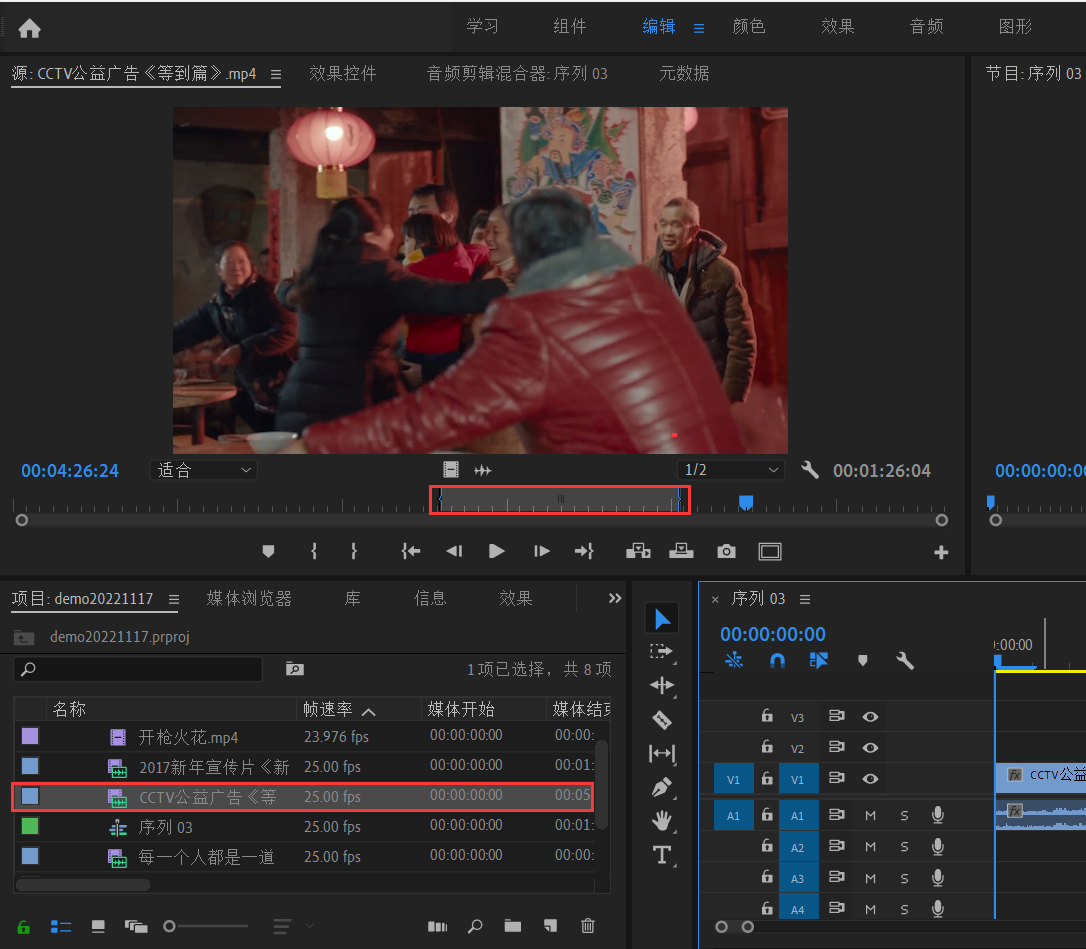 学习 组件 编辑 颜色 效果 音频 图形
源: CCTV公益广告《等到篇》.mp4 效果控件 音频剪辑混合器: 序列 03 元数据 节目: 序列 03
00:04:26:24 适合 1/2 00:01:26:04 00:00:00:00
项目: demo20221117 媒体浏览器 库 信息 效果
demo20221117.prproj
1项已选择，共 8 项
名称 帧速率 媒体开始 媒体结束
开枪火花.mp4 23.976 fps 00:00:00:00 00:00:
2017新年宣传片《新 25.00 fps 00:00:00:00 00:01:
CCTV公益广告《等 25.00 fps 00:00:00:00 00:05
序列 03 25.00 fps 00:00:00:00 00:01:
每一个人都是一道 25.00 fps 00:00:00:00 00:00:
T
× 序列 03
00:00:00:00
:00:00
V3
V2
V1 V1 fx CCTV公益
A1 A1 M S fx
A2 M S
A3 M S
A4 M S